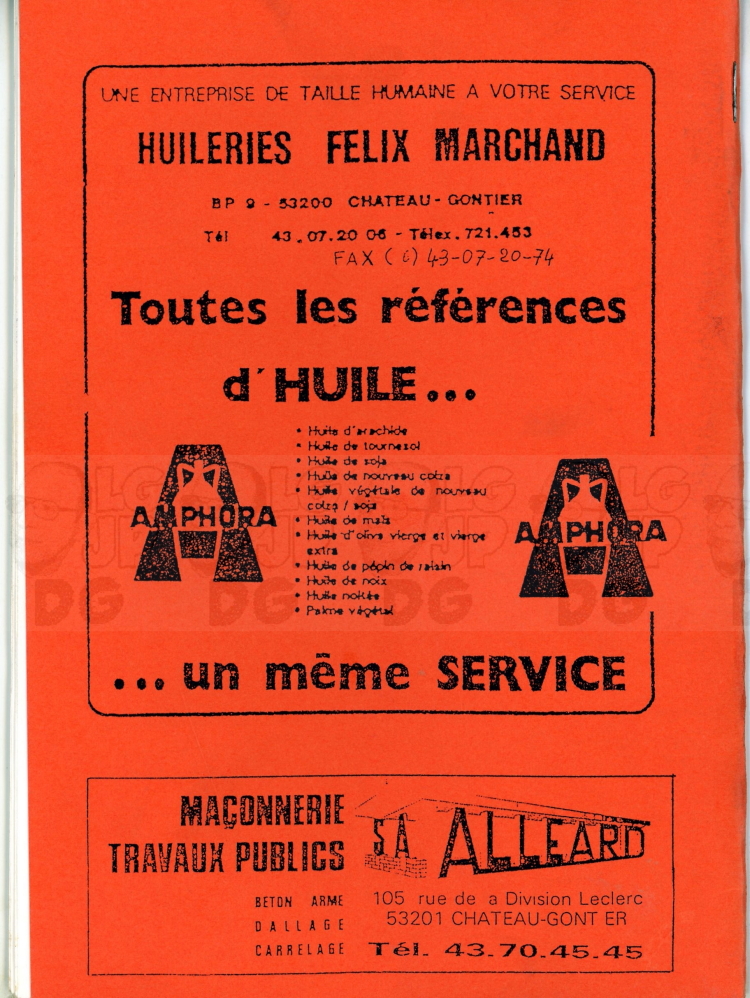 UNE ENTREPRISE DE TAILLE HUMAINE A VOTRE SERVICE
HUILERIES FELIX MARCHAND
BP 9 - 53200 CHATEAU-GONTIER
Tél 43.07.20 06 - Télex. 721.453
FAX (6) 43-07-20-74
Toutes les références
d'HUILE...
• Huile d'arachide
• Huile de tournesol
• Huile de soja
• Huile de nouveau colza
• Huile végétale de nouveau
colza / soja
• Huile de maïs
• Huile d'olive vierge et vierge
extra
• Huile de pépin de raisin
• Huile de noix
• Huile
• Palme végétal
AMPHORA
AMPHORA
...un même SERVICE
MAÇONNERIE
TRAVAUX PUBLICS
BETON ARME
DALLAGE
CARRELAGE
SA ALLEARD
105 rue de a Division Leclerc
53201 CHATEAU-GONT ER
Tél. 43.70.45.45